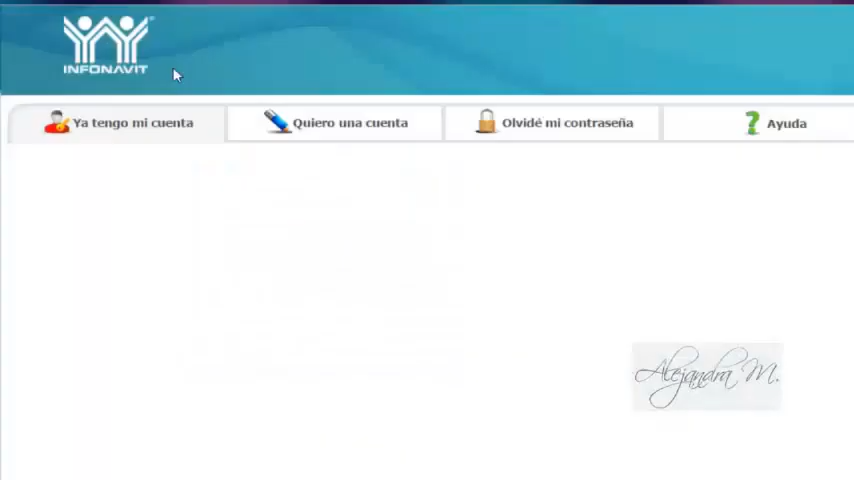 INFONAVIT
Ya tengo mi cuenta
Quiero una cuenta
Olvidé mi contraseña
Ayuda
Alejandra M.